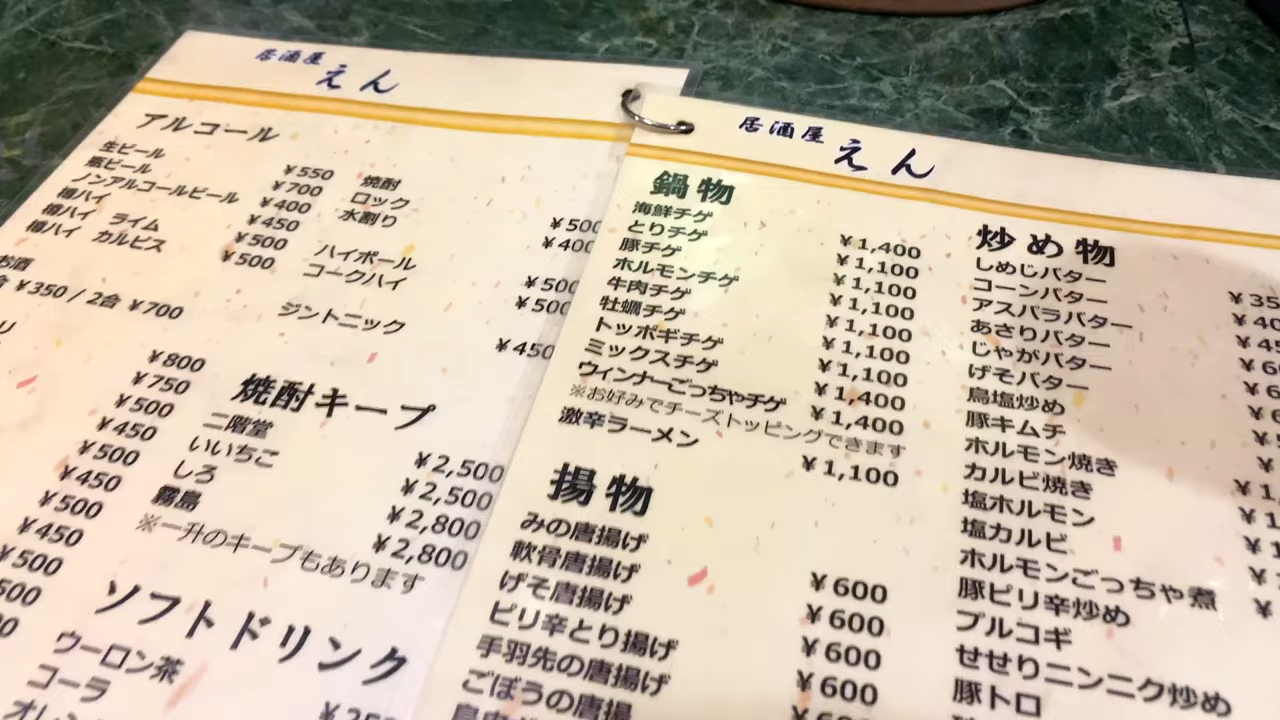 居酒屋
えん
アルコール
生ビール ¥550
瓶ビール ¥700
ノンアルコールビール ¥400
樽ハイ ¥450
樽ハイ ライム ¥500
樽ハイ カルピス ¥500
お酒
¥350 / 2合 ¥700
焼酎
ロック ¥500
水割り ¥400
ハイボール ¥500
コークハイ ¥500
ジントニック ¥450
¥800
¥750
¥500
¥450
¥500
¥450
¥500
¥450
¥500
焼酎キープ
二階堂 ¥2,500
いいちこ ¥2,500
しろ ¥2,800
霧島 ¥2,800
※一升のキープもあります
ソフトドリンク
ウーロン茶
コーラ
居酒屋
えん
鍋物
海鮮チゲ ¥1,400
とりチゲ ¥1,100
豚チゲ ¥1,100
ホルモンチゲ ¥1,100
牛肉チゲ ¥1,100
牡蠣チゲ ¥1,100
トッポギチゲ ¥1,100
ミックスチゲ ¥1,400
ウィンナーごっちゃチゲ ¥1,400
※お好みでチーズトッピングできます
激辛ラーメン ¥1,100
揚物
みの唐揚げ ¥600
軟骨唐揚げ ¥600
げそ唐揚げ ¥600
ピリ辛とり揚げ ¥600
手羽先の唐揚げ
ごぼうの唐揚
炒め物
しめじバター
コーンバター
アスパラバター
あさりバター
じゃがバター
げそバター
鳥塩炒め
豚キムチ
ホルモン焼き
カルビ焼き
塩ホルモン
塩カルビ
ホルモンごっちゃ煮
豚ピリ辛炒め
プルコギ
せせりニンニク炒め
豚トロ